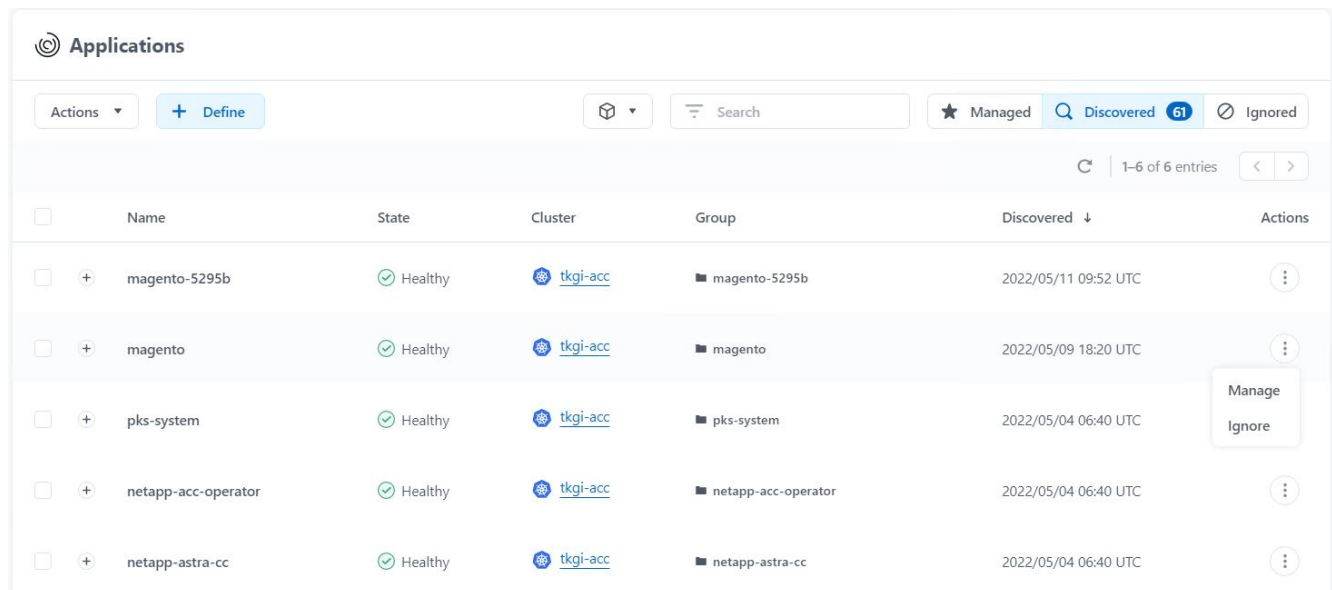 Applications
Actions Define Search Managed Discovered 61 Ignored
1–6 of 6 entries
Name State Cluster Group Discovered ↓ Actions
magento-5295b Healthy tkgi-acc magento-5295b 2022/05/11 09:52 UTC
magento Healthy tkgi-acc magento 2022/05/09 18:20 UTC
Manage
pks-system Healthy tkgi-acc pks-system 2022/05/04 06:40 UTC
Ignore
netapp-acc-operator Healthy tkgi-acc netapp-acc-operator 2022/05/04 06:40 UTC
netapp-astra-cc Healthy tkgi-acc netapp-astra-cc 2022/05/04 06:40 UTC